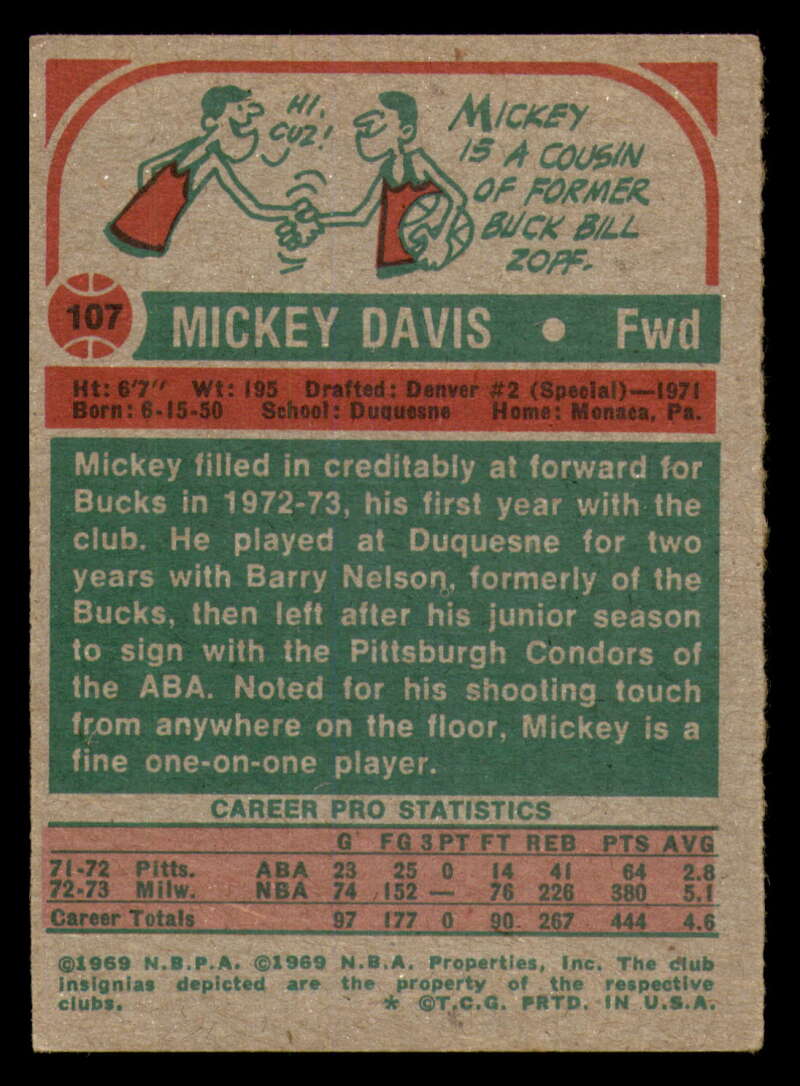 HI,
CUZ!
MICKEY
IS A COUSIN
OF FORMER
BUCK BILL
ZOPF.
107 MICKEY DAVIS • Fwd
Ht: 6'7" Wt: 195 Drafted: Denver #2 (Special)—1971
Born: 6-15-50 School: Duquesne Home: Monaca, Pa.
Mickey filled in creditably at forward for
Bucks in 1972-73, his first year with the
club. He played at Duquesne for two
years with Barry Nelson, formerly of the
Bucks, then left after his junior season
to sign with the Pittsburgh Condors of
the ABA. Noted for his shooting touch
from anywhere on the floor, Mickey is a
fine one-on-one player.
CAREER PRO STATISTICS
G FG 3PT FT REB PTS AVG
71-72 Pitts. ABA 23 25 0 14 41 64 2.8
72-73 Milw. NBA 74 152 — 76 226 380 5.1
Career Totals 97 177 0 90 267 444 4.6
©1969 N.B.P.A. ©1969 N.B.A. Properties, Inc. The club
insignias depicted are the property of the respective
clubs. * ©T.C.G. PRTD. IN U.S.A.